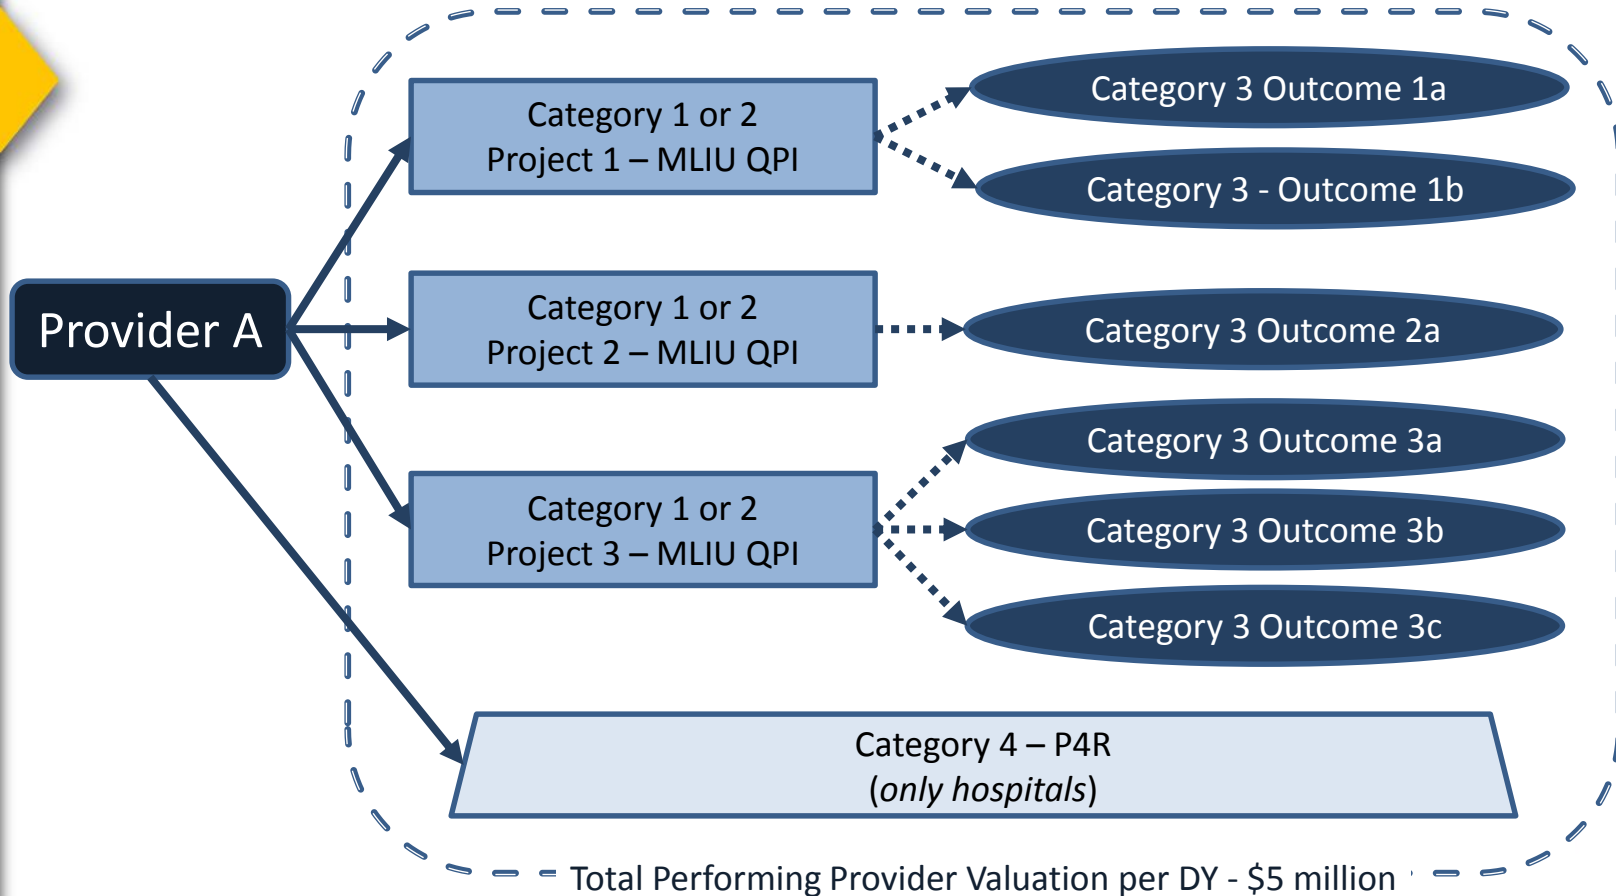 Provider A
Category 1 or 2
Project 1 – MLIU QPI
Category 3 Outcome 1a
Category 3 - Outcome 1b
Category 1 or 2
Project 2 – MLIU QPI
Category 3 Outcome 2a
Category 1 or 2
Project 3 – MLIU QPI
Category 3 Outcome 3a
Category 3 Outcome 3b
Category 3 Outcome 3c
Category 4 – P4R
(only hospitals)
Total Performing Provider Valuation per DY - $5 million